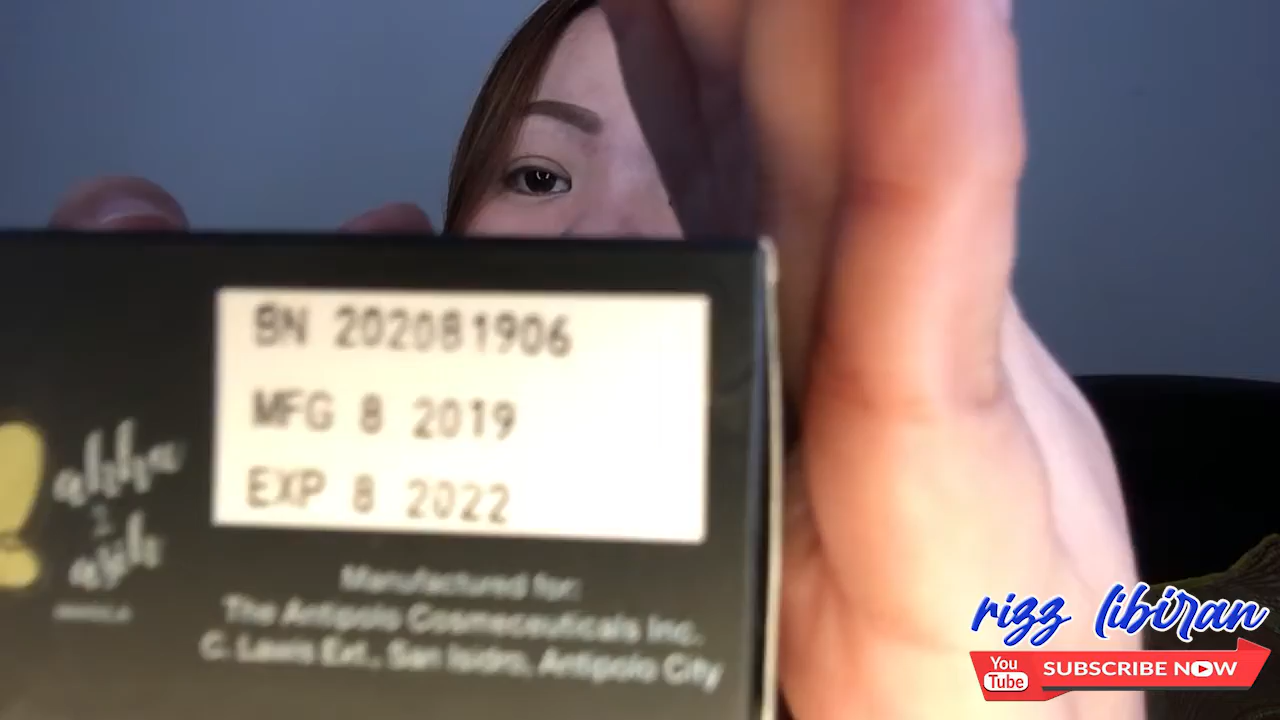 BN 202081906
MFG 8 2019
EXP 8 2022
Manufactured for:
The Antipolo Cosmeceuticals Inc.
C. Lawis Ext., San Isidro, Antipolo City
rizz libiran
You
Tube
SUBSCRIBE NOW